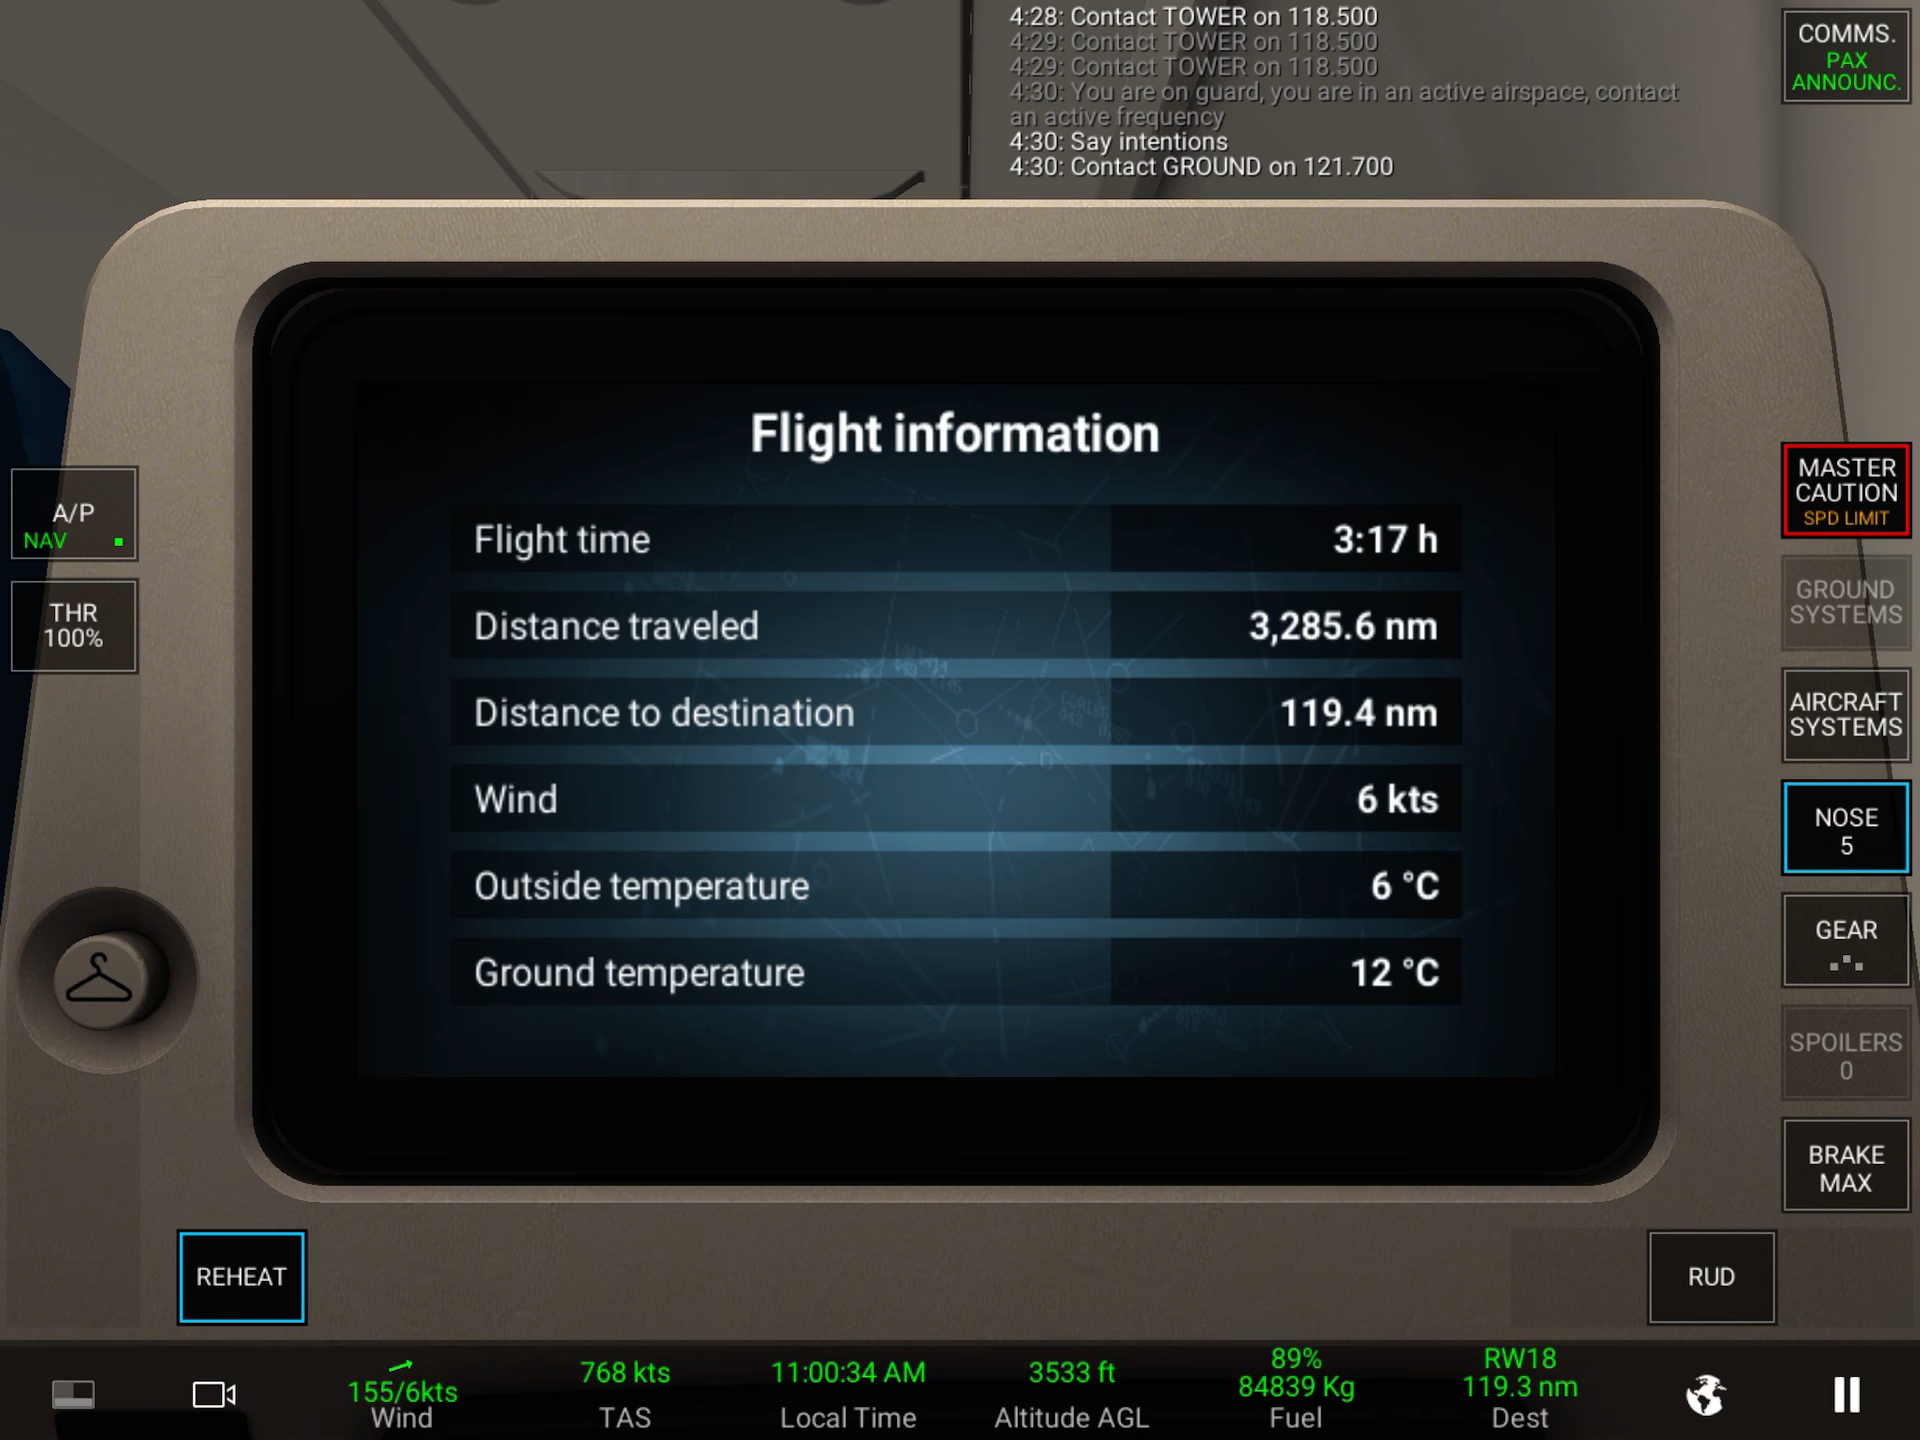 4:28: Contact TOWER on 118.500
4:29: Contact TOWER on 118.500
4:29: Contact TOWER on 118.500
4:30: You are on guard, you are in an active airspace, contact
an active frequency
4:30: Say intentions
4:30: Contact GROUND on 121.700
COMMS.
PAX
ANNOUNC.
Flight information
Flight time 3:17 h
Distance traveled 3,285.6 nm
Distance to destination 119.4 nm
Wind 6 kts
Outside temperature 6 °C
Ground temperature 12 °C
A/P
NAV
THR
100%
MASTER
CAUTION
SPD LIMIT
GROUND
SYSTEMS
AIRCRAFT
SYSTEMS
NOSE
5
GEAR
SPOILERS
0
BRAKE
MAX
REHEAT
RUD
155/6kts
Wind
768 kts
TAS
11:00:34 AM
Local Time
3533 ft
Altitude AGL
89%
84839 Kg
Fuel
RW18
119.3 nm
Dest